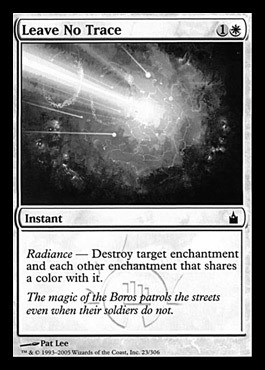 Leave No Trace 1
Instant
Radiance — Destroy target enchantment
and each other enchantment that shares
a color with it.
The magic of the Boros patrols the streets
even when their soldiers do not.
Pat Lee
™ & © 1993–2005 Wizards of the Coast, Inc. 23/306